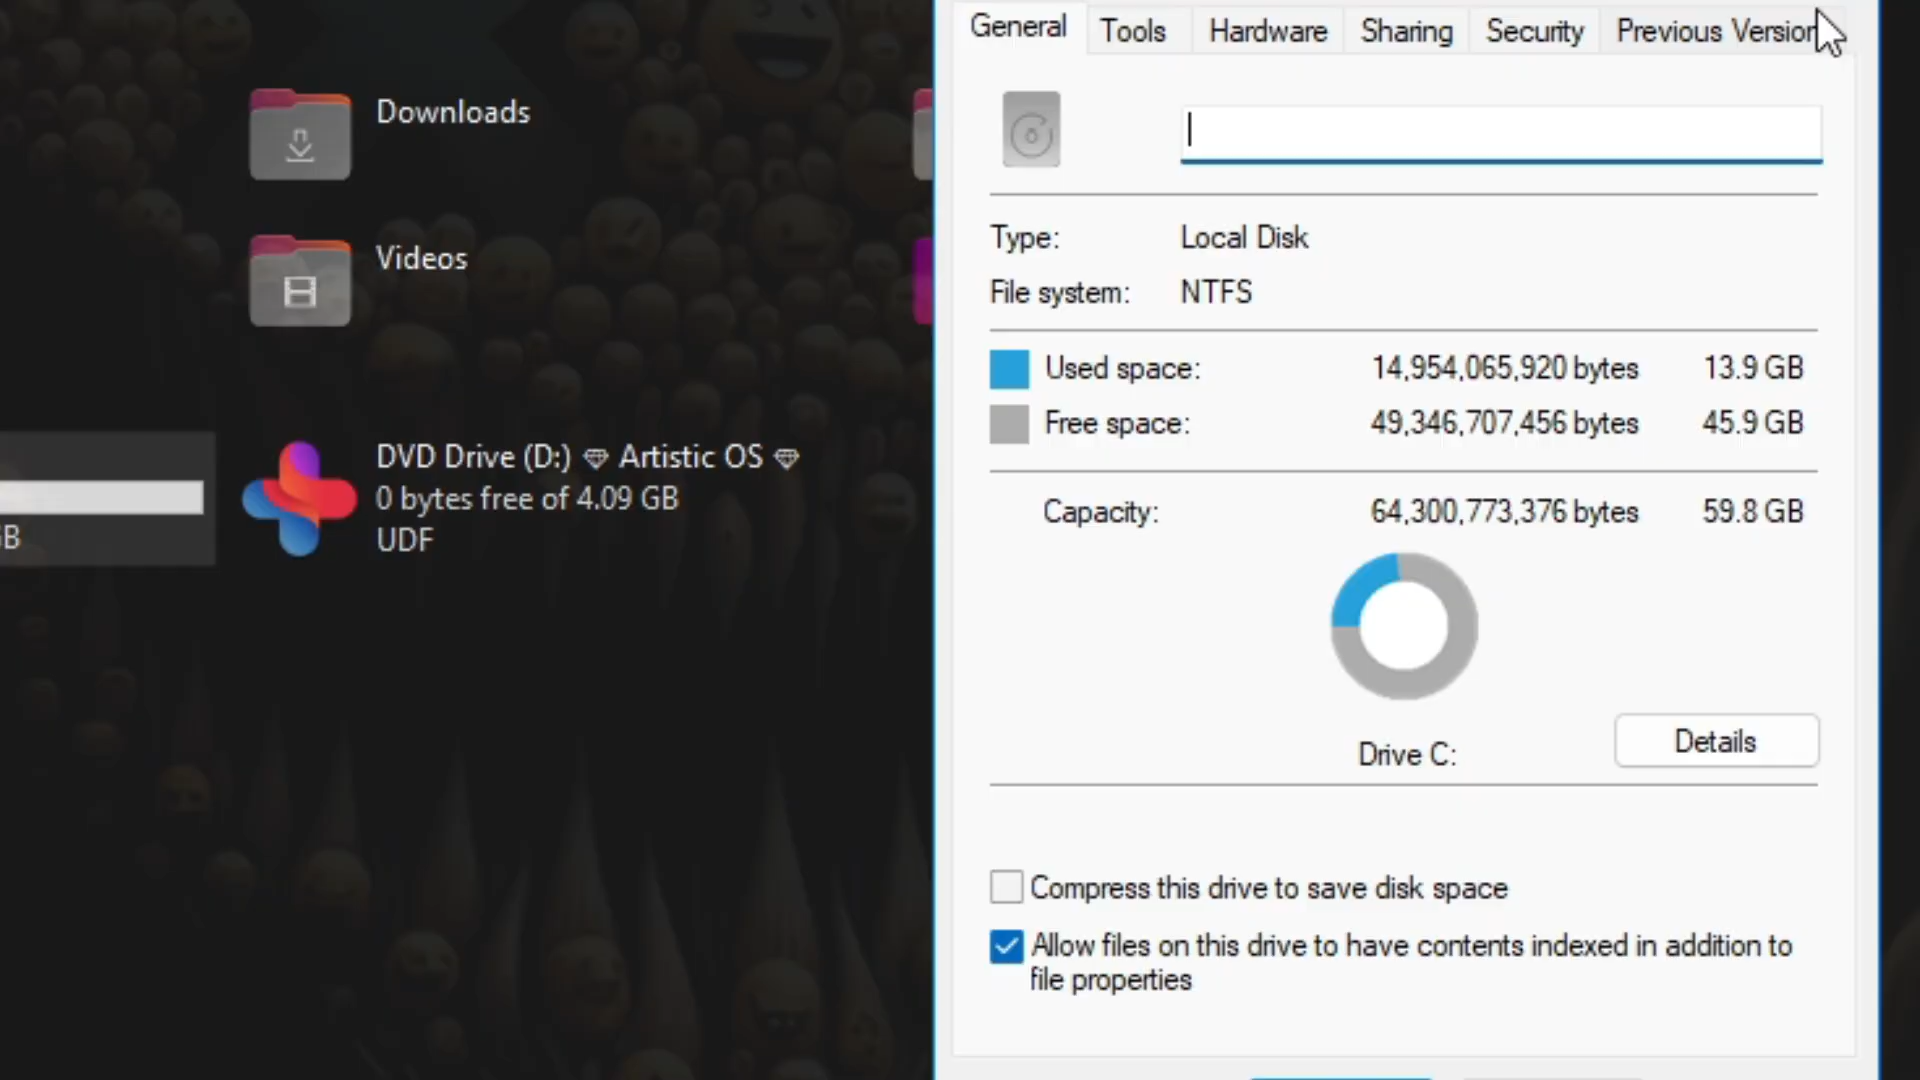 General
Tools
Hardware
Sharing
Security
Previous Version
Downloads
Videos
GB
DVD Drive (D:) 💎 Artistic OS 💎
0 bytes free of 4.09 GB
UDF
Type: Local Disk
File system: NTFS
Used space: 14,954,065,920 bytes 13.9 GB
Free space: 49,346,707,456 bytes 45.9 GB
Capacity: 64,300,773,376 bytes 59.8 GB
Drive C:
Details
Compress this drive to save disk space
Allow files on this drive to have contents indexed in addition to
file properties